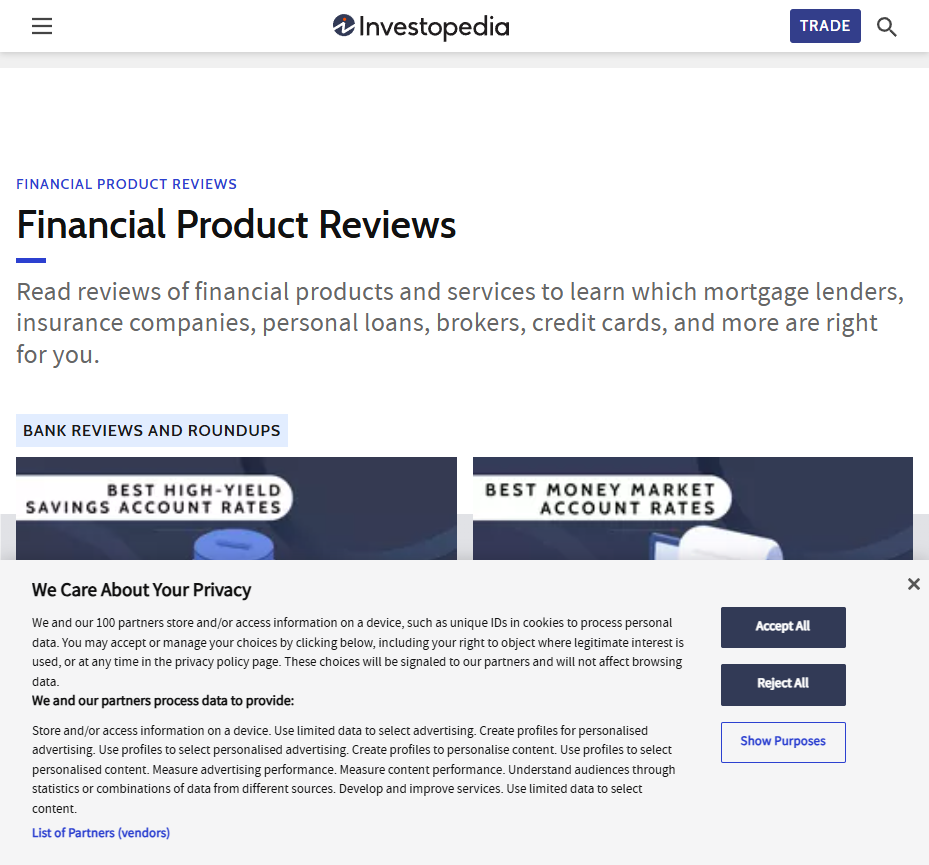 Investopedia
TRADE
FINANCIAL PRODUCT REVIEWS
Financial Product Reviews
Read reviews of financial products and services to learn which mortgage lenders,
insurance companies, personal loans, brokers, credit cards, and more are right
for you.
BANK REVIEWS AND ROUNDUPS
BEST HIGH-YIELD
SAVINGS ACCOUNT RATES
BEST MONEY MARKET
ACCOUNT RATES
We Care About Your Privacy
We and our 100 partners store and/or access information on a device, such as unique IDs in cookies to process personal
data. You may accept or manage your choices by clicking below, including your right to object where legitimate interest is
used, or at any time in the privacy policy page. These choices will be signaled to our partners and will not affect browsing
data.
We and our partners process data to provide:
Store and/or access information on a device. Use limited data to select advertising. Create profiles for personalised
advertising. Use profiles to select personalised advertising. Create profiles to personalise content. Use profiles to select
personalised content. Measure advertising performance. Measure content performance. Understand audiences through
statistics or combinations of data from different sources. Develop and improve services. Use limited data to select
content.
List of Partners (vendors)
Accept All
Reject All
Show Purposes